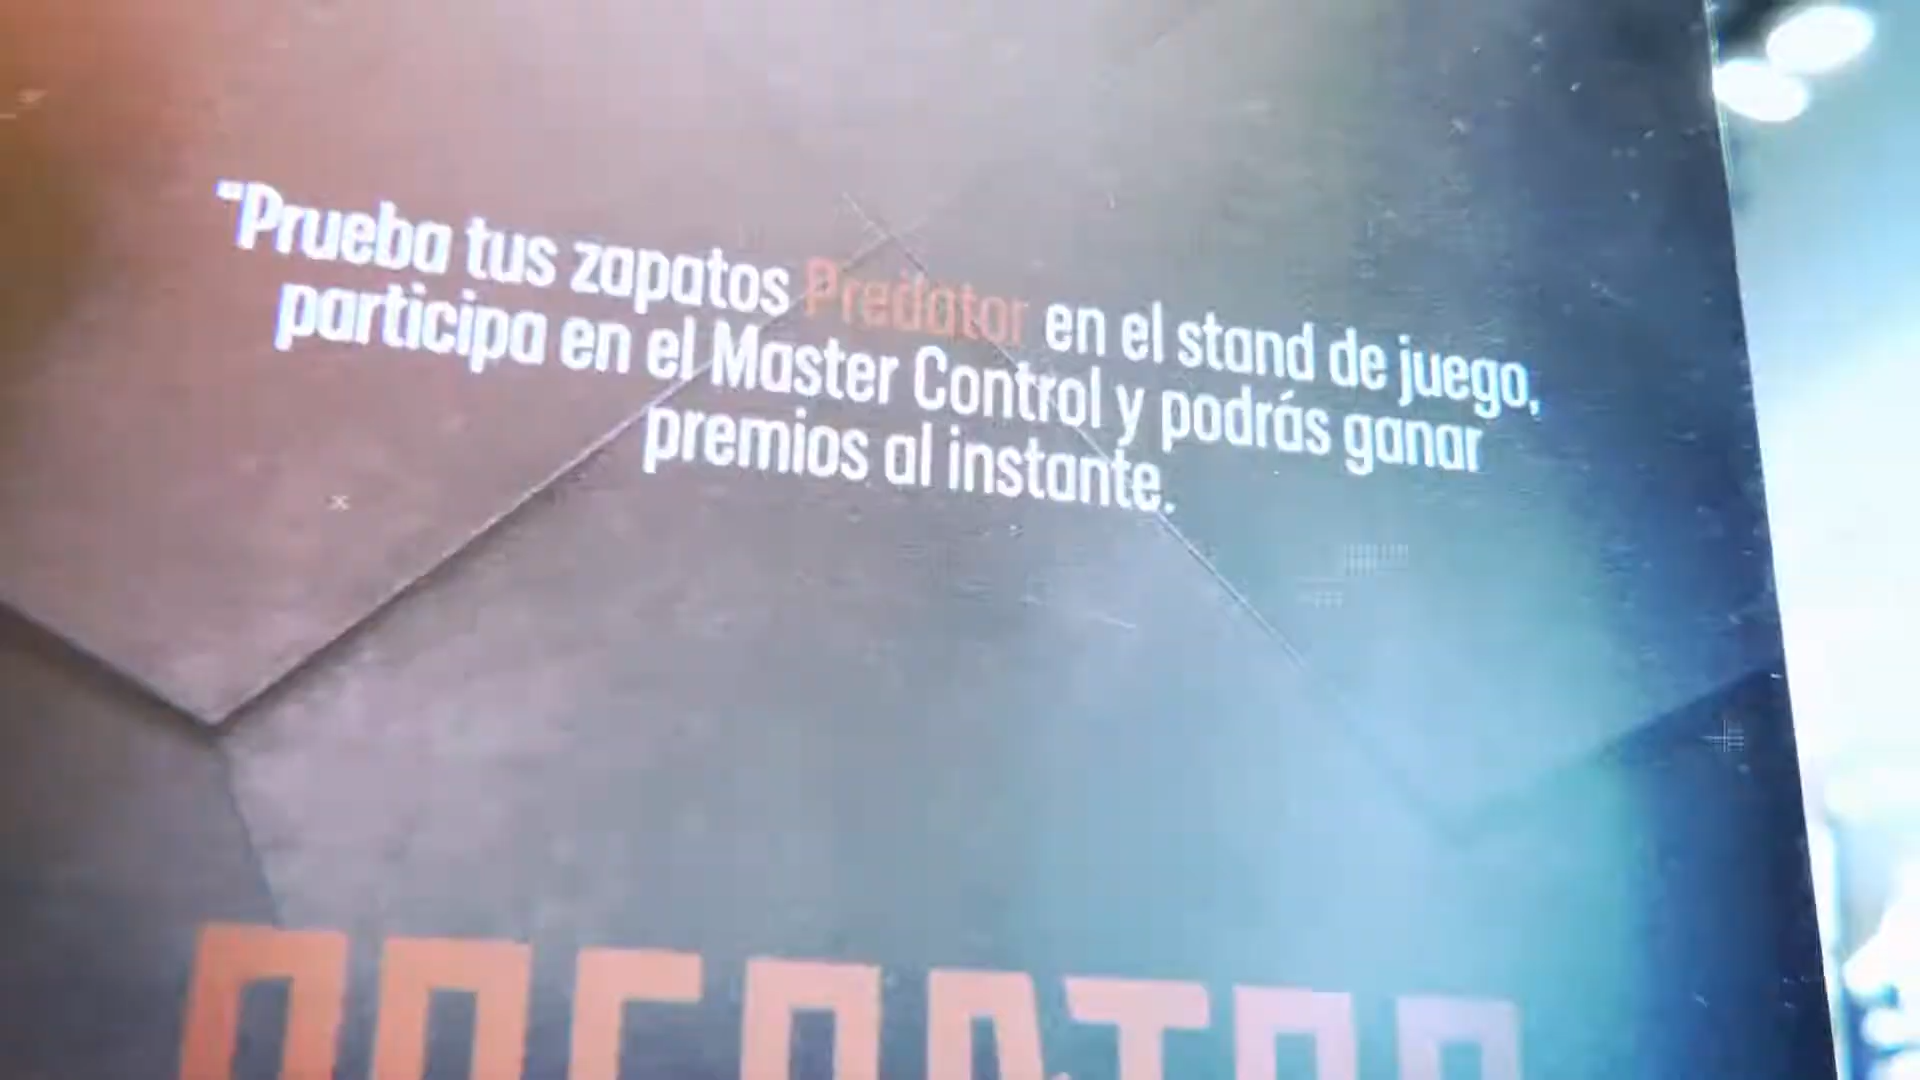 “Prueba tus zapatos Predator en el stand de juego,
participa en el Master Control y podrás ganar
premios al instante.
PREDATOR